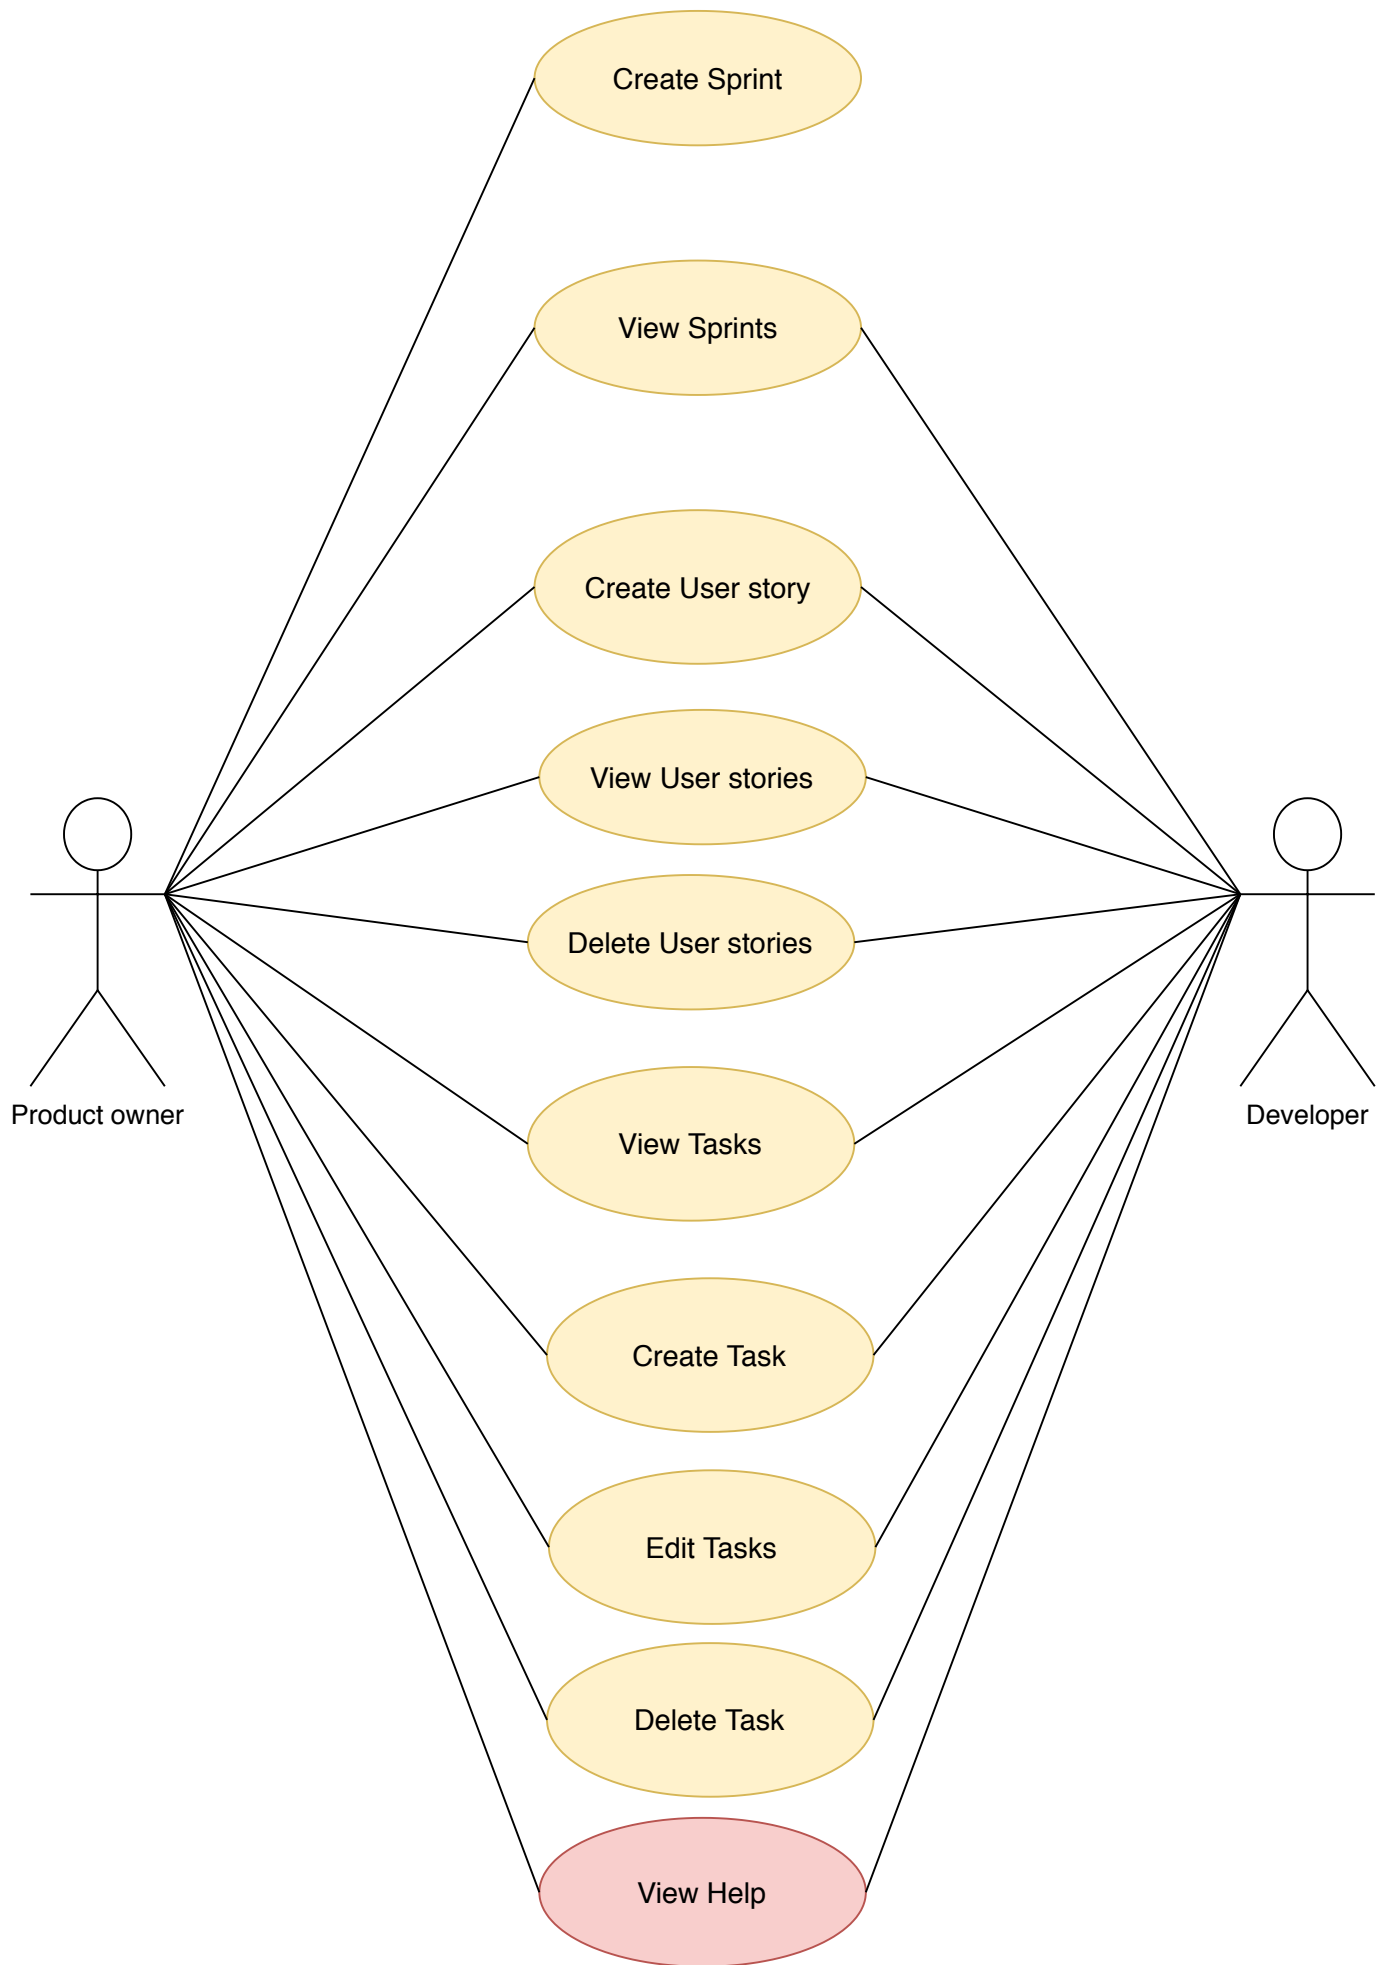 Create Sprint
View Sprints
Create User story
View User stories
Delete User stories
Product owner
Developer
View Tasks
Create Task
Edit Tasks
Delete Task
View Help